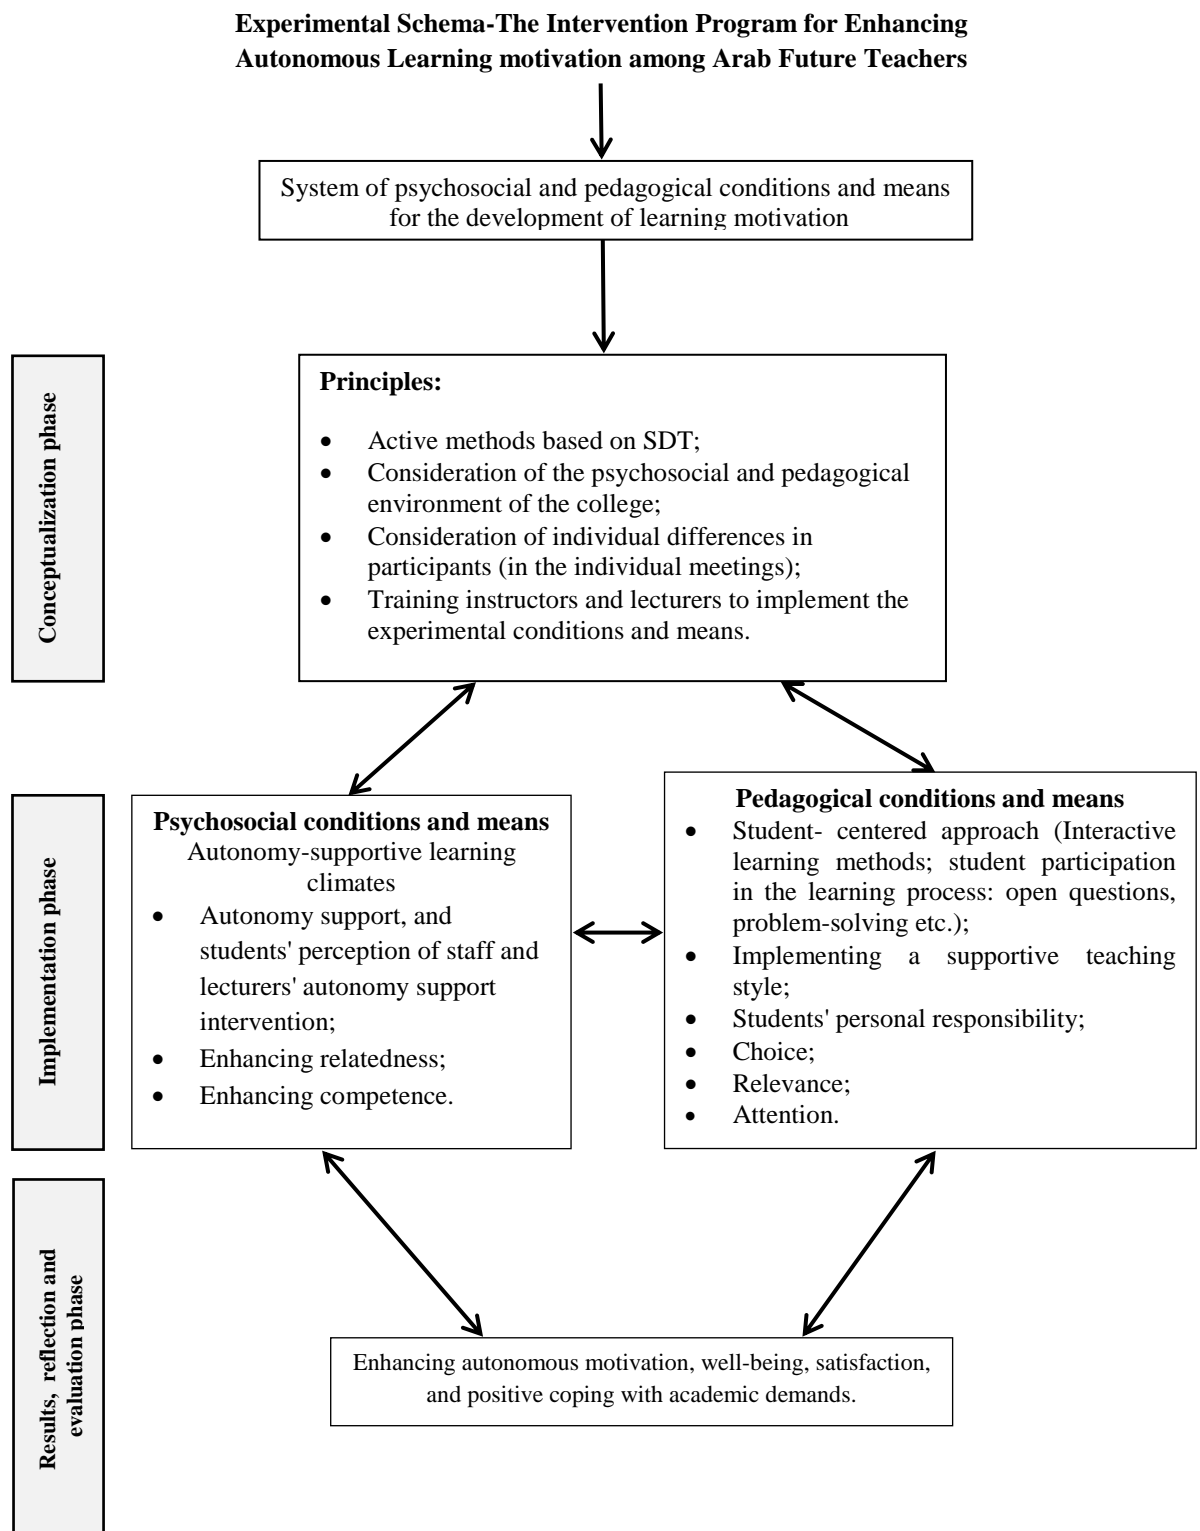 Experimental Schema-The Intervention Program for Enhancing
Autonomous Learning motivation among Arab Future Teachers
System of psychosocial and pedagogical conditions and means
for the development of learning motivation
Conceptualization phase
Principles:
• Active methods based on SDT;
• Consideration of the psychosocial and pedagogical
environment of the college;
• Consideration of individual differences in
participants (in the individual meetings);
• Training instructors and lecturers to implement the
experimental conditions and means.
Implementation phase
Psychosocial conditions and means
Autonomy-supportive learning
climates
• Autonomy support, and
students' perception of staff and
lecturers' autonomy support
intervention;
• Enhancing relatedness;
• Enhancing competence.
Pedagogical conditions and means
• Student- centered approach (Interactive
learning methods; student participation
in the learning process: open questions,
problem-solving etc.);
• Implementing a supportive teaching
style;
• Students' personal responsibility;
• Choice;
• Relevance;
• Attention.
Results, reflection and
evaluation phase
Enhancing autonomous motivation, well-being, satisfaction,
and positive coping with academic demands.